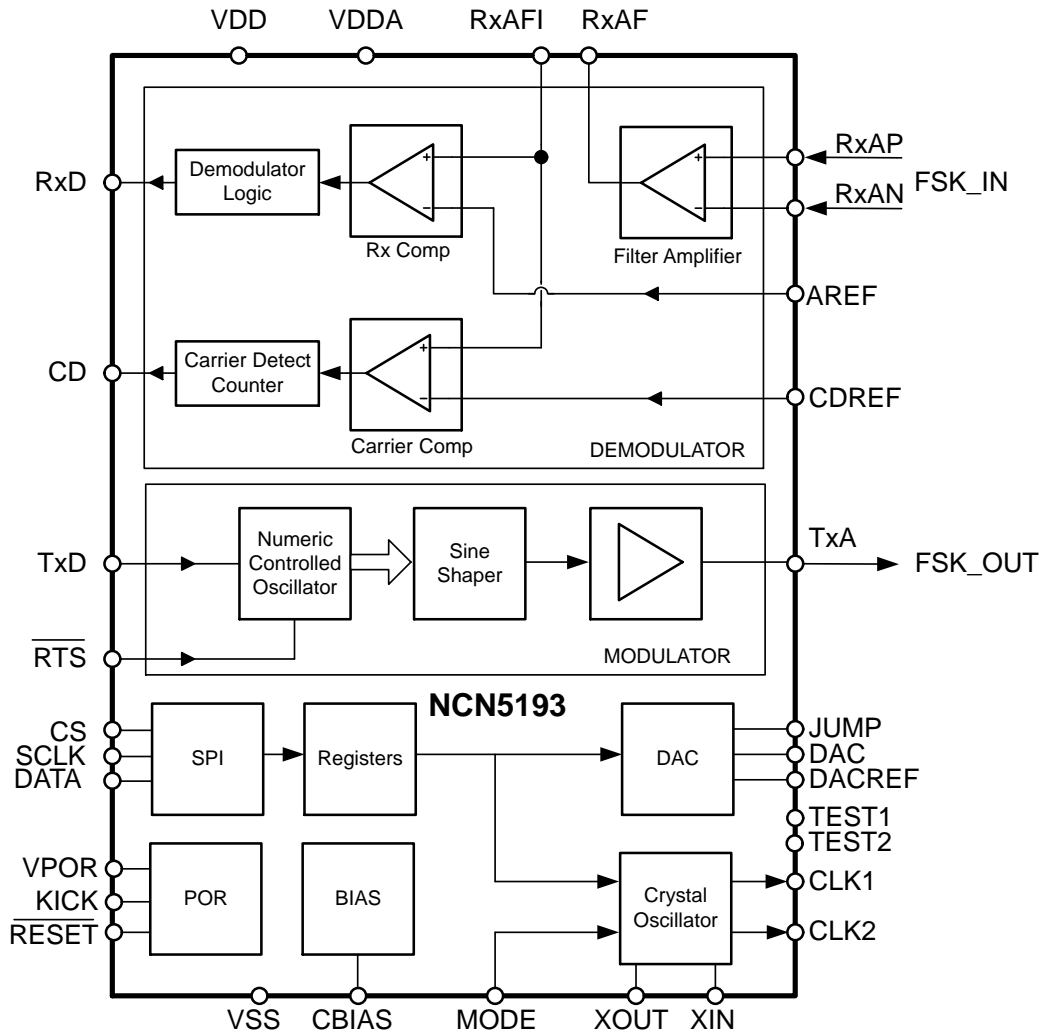 VDD
VDDA
RxAFI
RxAF
RxAP
FSK_IN
RxAN
RxD
Demodulator
Logic
+
−
Rx Comp
+
−
Filter Amplifier
AREF
CD
Carrier Detect
Counter
+
−
Carrier Comp
CDREF
DEMODULATOR
TxD
Numeric
Controlled
Oscillator
Sine
Shaper
TxA
FSK_OUT
RTS
MODULATOR
NCN5193
CS
SCLK
DATA
SPI
Registers
DAC
JUMP
DAC
DACREF
TEST1
TEST2
VPOR
KICK
RESET
POR
BIAS
Crystal
Oscillator
CLK1
CLK2
VSS
CBIAS
MODE
XOUT
XIN